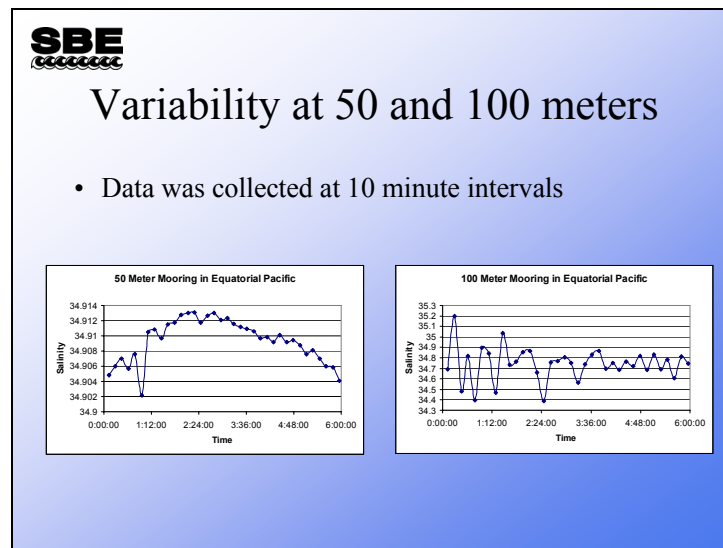 SBE
Variability at 50 and 100 meters
• Data was collected at 10 minute intervals
50 Meter Mooring in Equatorial Pacific
34.914
34.912
34.91
34.908
34.906
34.904
34.902
34.9
Salinity
0:00:00 1:12:00 2:24:00 3:36:00 4:48:00 6:00:00
Time
100 Meter Mooring in Equatorial Pacific
35.3
35.2
35.1
35
34.9
34.8
34.7
34.6
34.5
34.4
34.3
Salinity
0:00:00 1:12:00 2:24:00 3:36:00 4:48:00 6:00:00
Time